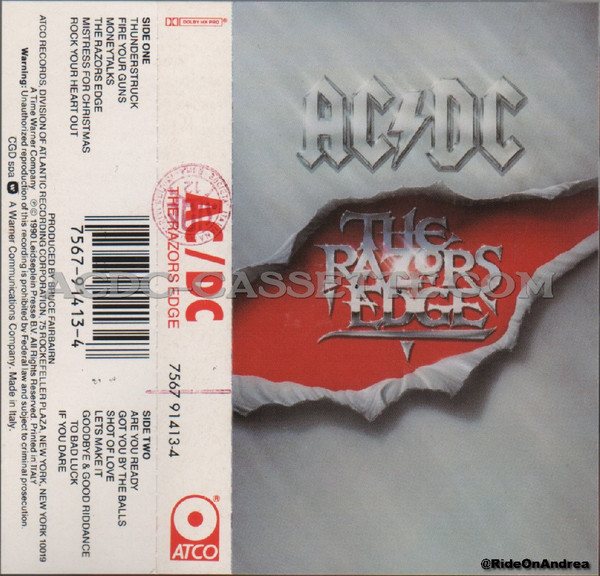 DOLBY HX PRO
SIDE ONE
THUNDERSTRUCK
FIRE YOUR GUNS
MONEYTALKS
THE RAZORS EDGE
MISTRESS FOR CHRISTMAS
ROCK YOUR HEART OUT
SIDE TWO
ARE YOU READY
GOT YOU BY THE BALLS
SHOT OF LOVE
LETS MAKE IT
GOODBYE & GOOD RIDDANCE
TO BAD LUCK
IF YOU DARE
7567-91413-4
PRODUCED BY BRUCE FAIRBAIRN
ATCO RECORDS, DIVISION OF ATLANTIC RECORDING CORPORATION, 75 ROCKEFELLER PLAZA, NEW YORK, NEW YORK 10019
A Time Warner Company ℗ © 1990 Leidseplein Presse B.V. All Rights Reserved. Printed in ITALY
Warning: Unauthorized reproduction of this recording is prohibited by Federal law and subject to criminal prosecution.
CGD spa W A Warner Communications Company. Made in Italy.
AC/DC
THE RAZORS EDGE
7567 91413-4
ATCO®
AC/DC
THE
RAZORS
EDGE
ACDC-CASSETTE.COM
@RideOnAndrea